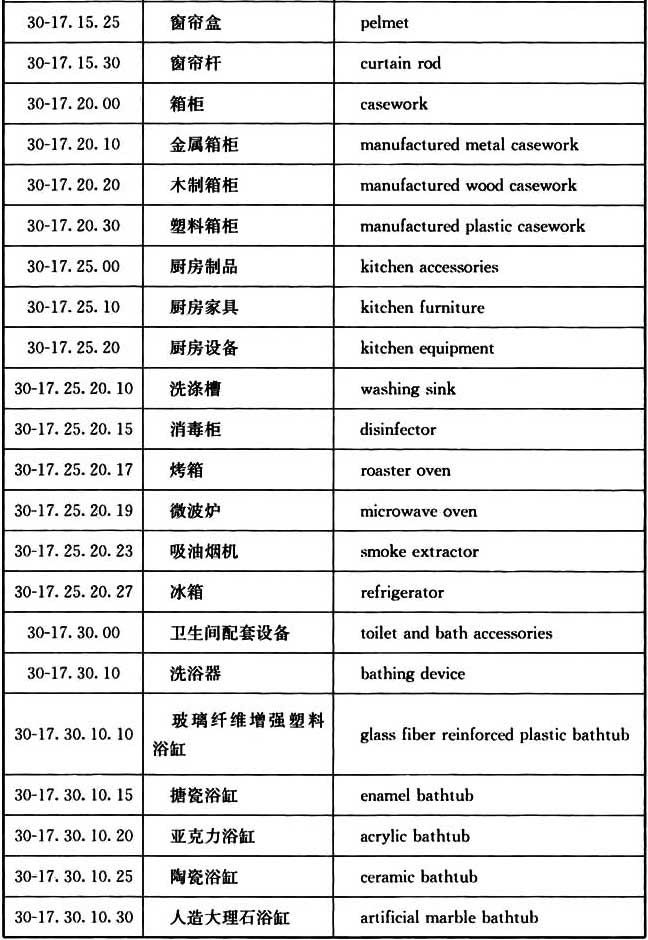 30-17.15.25 窗帘盒 pelmet
30-17.15.30 窗帘杆 curtain rod
30-17.20.00 箱柜 casework
30-17.20.10 金属箱柜 manufactured metal casework
30-17.20.20 木制箱柜 manufactured wood casework
30-17.20.30 塑料箱柜 manufactured plastic casework
30-17.25.00 厨房制品 kitchen accessories
30-17.25.10 厨房家具 kitchen furniture
30-17.25.20 厨房设备 kitchen equipment
30-17.25.20.10 洗涤槽 washing sink
30-17.25.20.15 消毒柜 disinfector
30-17.25.20.17 烤箱 roaster oven
30-17.25.20.19 微波炉 microwave oven
30-17.25.20.23 吸油烟机 smoke extractor
30-17.25.20.27 冰箱 refrigerator
30-17.30.00 卫生间配套设备 toilet and bath accessories
30-17.30.10 洗浴器 bathing device
30-17.30.10.10 玻璃纤维增强塑料
浴缸 glass fiber reinforced plastic bathtub
30-17.30.10.15 搪瓷浴缸 enamel bathtub
30-17.30.10.20 亚克力浴缸 acrylic bathtub
30-17.30.10.25 陶瓷浴缸 ceramic bathtub
30-17.30.10.30 人造大理石浴缸 artificial marble bathtub